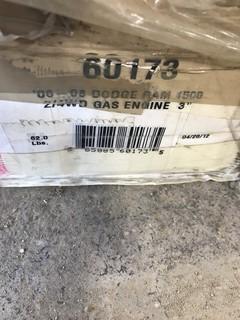 60173
'06 - 08 DODGE RAM 1500
2/4WD GAS ENGINE 3"
62.0
Lbs.
04/20/12
65885 60173 5